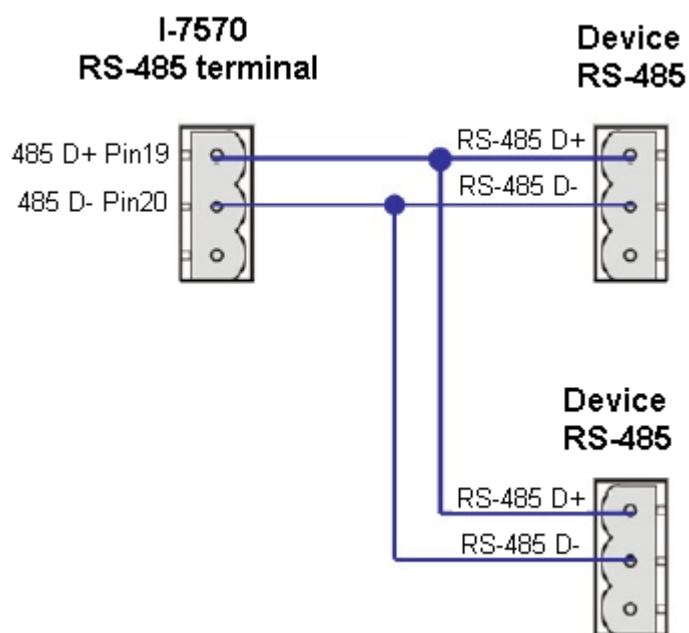 I-7570
RS-485 terminal
Device
RS-485
485 D+ Pin19
RS-485 D+
485 D- Pin20
RS-485 D-
Device
RS-485
RS-485 D+
RS-485 D-